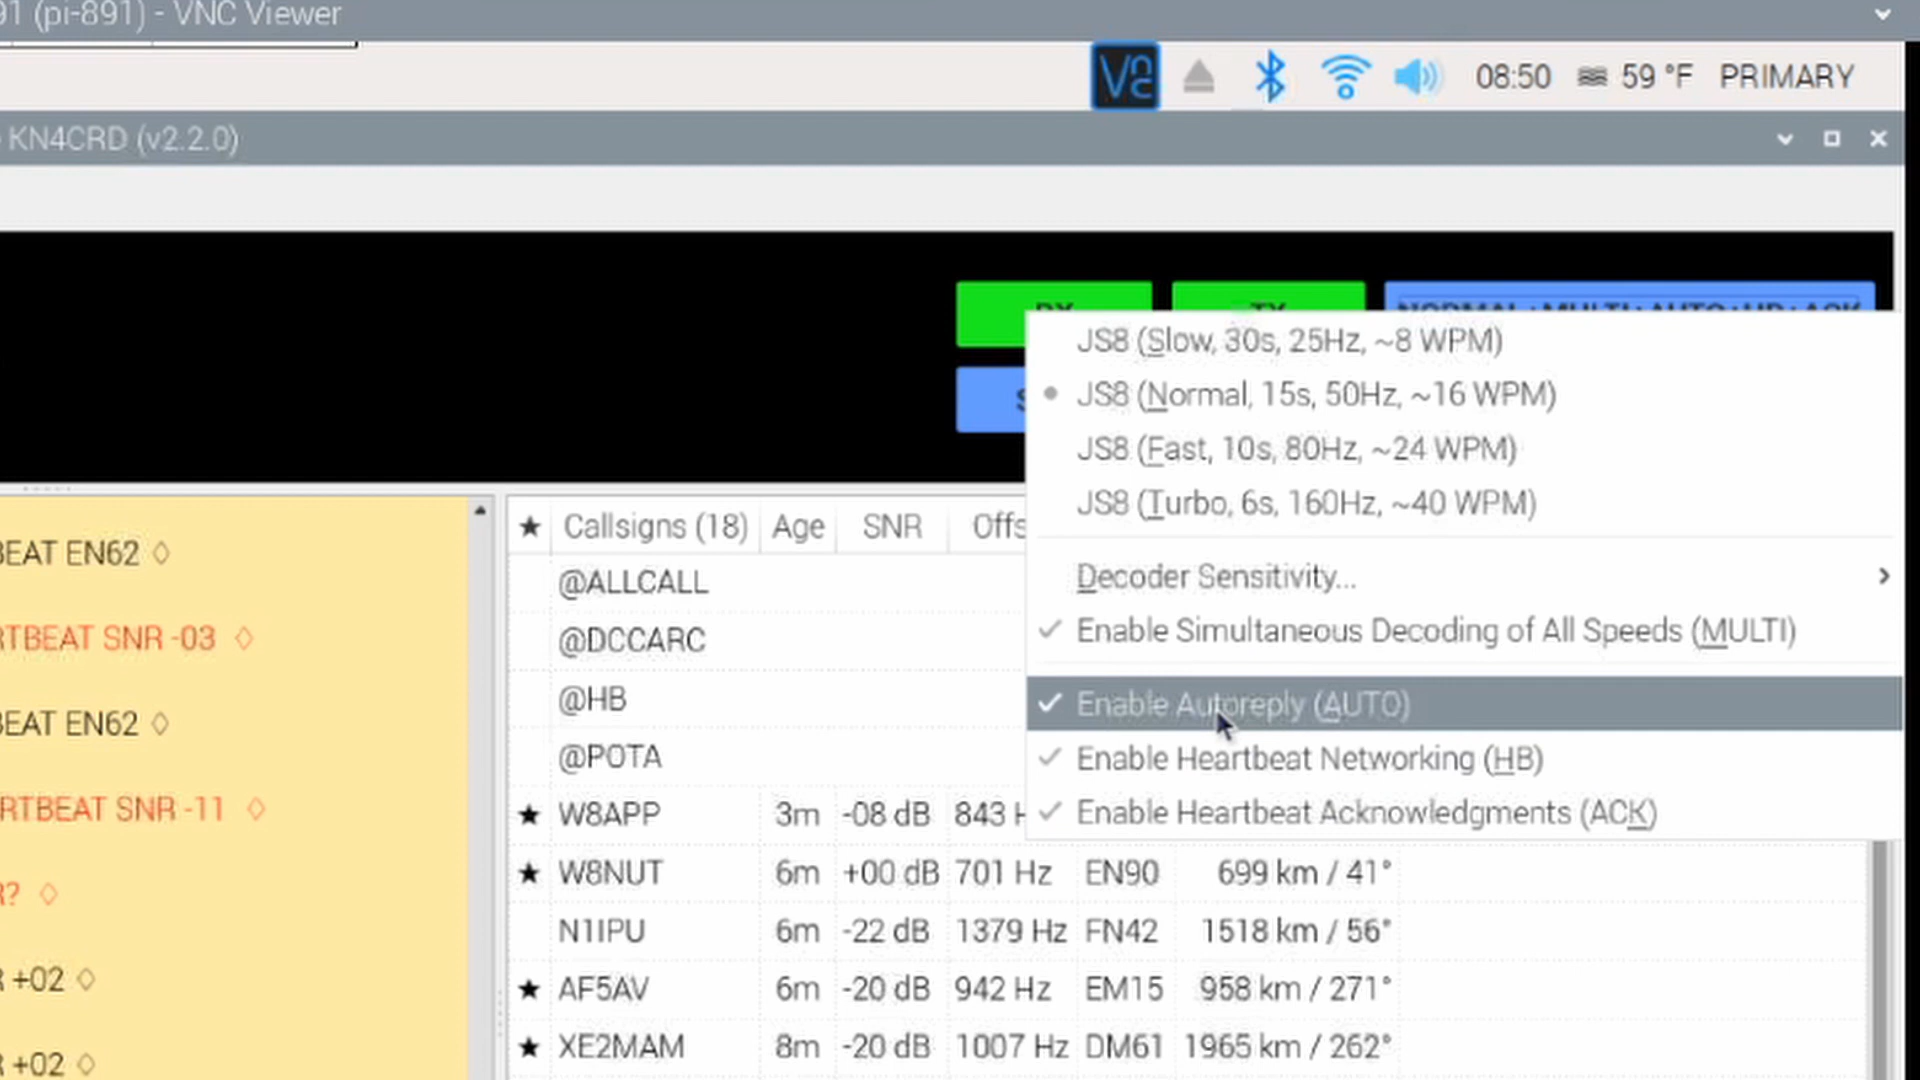 91 (pi-891) - VNC Viewer
08:50 59 °F PRIMARY
KN4CRD (v2.2.0)
JS8 (Slow, 30s, 25Hz, ~8 WPM)
JS8 (Normal, 15s, 50Hz, ~16 WPM)
JS8 (Fast, 10s, 80Hz, ~24 WPM)
JS8 (Turbo, 6s, 160Hz, ~40 WPM)
Decoder Sensitivity...
Enable Simultaneous Decoding of All Speeds (MULTI)
Enable Autoreply (AUTO)
Enable Heartbeat Networking (HB)
Enable Heartbeat Acknowledgments (ACK)
BEAT EN62 ♢
RTBEAT SNR -03 ♢
BEAT EN62 ♢
RTBEAT SNR -11 ♢
R? ♢
R +02 ♢
R +02 ♢
★ Callsigns (18) Age SNR Offs
@ALLCALL
@DCCARC
@HB
@POTA
★ W8APP 3m -08 dB 843 H
★ W8NUT 6m +00 dB 701 Hz EN90 699 km / 41°
N1IPU 6m -22 dB 1379 Hz FN42 1518 km / 56°
★ AF5AV 6m -20 dB 942 Hz EM15 958 km / 271°
★ XE2MAM 8m -20 dB 1007 Hz DM61 1965 km / 262°